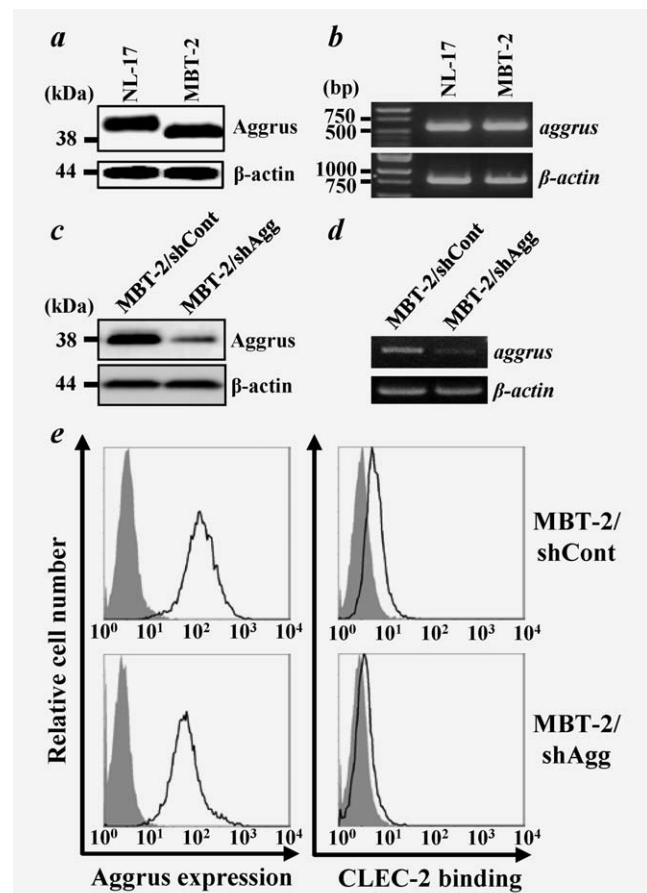 a
NL-17
MBT-2
(kDa)
38
Aggrus
44
β-actin
b
NL-17
MBT-2
(bp)
750
500
aggrus
1000
750
β-actin
c
MBT-2/shCont
MBT-2/shAgg
(kDa)
38
Aggrus
44
β-actin
d
MBT-2/shCont
MBT-2/shAgg
aggrus
β-actin
e
Relative cell number
10⁰ 10¹ 10² 10³ 10⁴
10⁰ 10¹ 10² 10³ 10⁴
MBT-2/
shCont
10⁰ 10¹ 10² 10³ 10⁴
10⁰ 10¹ 10² 10³ 10⁴
MBT-2/
shAgg
Aggrus expression
CLEC-2 binding